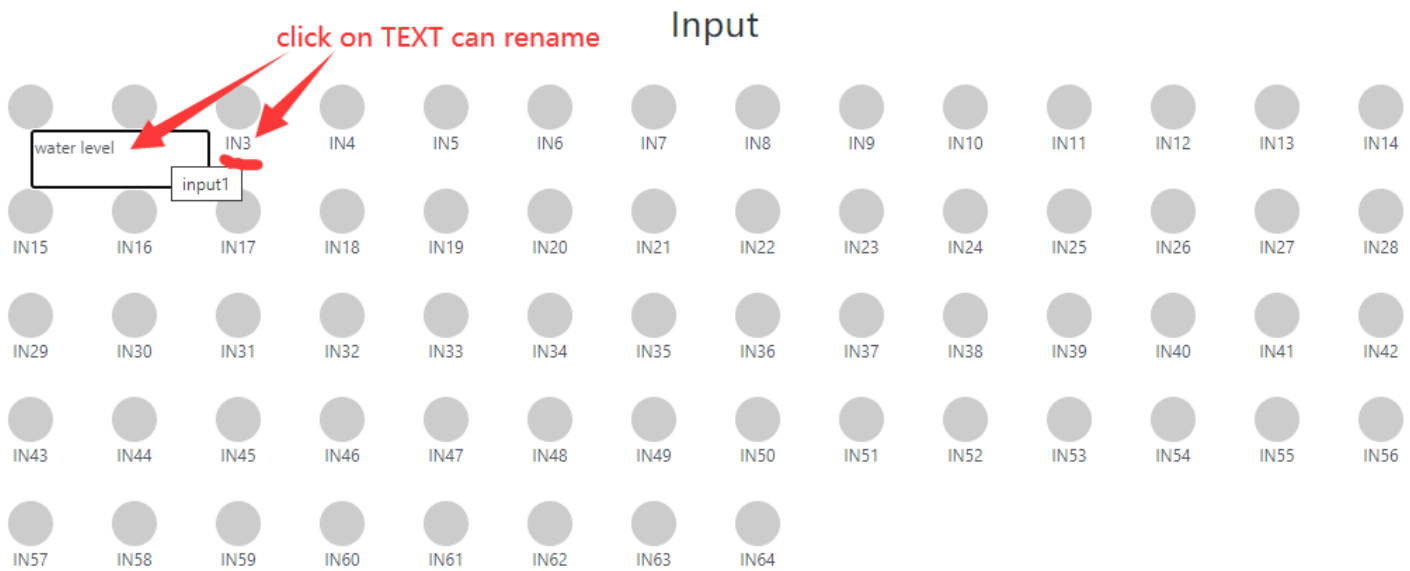 Input
click on TEXT can rename
water level
input1
IN3 IN4 IN5 IN6 IN7 IN8 IN9 IN10 IN11 IN12 IN13 IN14
IN15 IN16 IN17 IN18 IN19 IN20 IN21 IN22 IN23 IN24 IN25 IN26 IN27 IN28
IN29 IN30 IN31 IN32 IN33 IN34 IN35 IN36 IN37 IN38 IN39 IN40 IN41 IN42
IN43 IN44 IN45 IN46 IN47 IN48 IN49 IN50 IN51 IN52 IN53 IN54 IN55 IN56
IN57 IN58 IN59 IN60 IN61 IN62 IN63 IN64